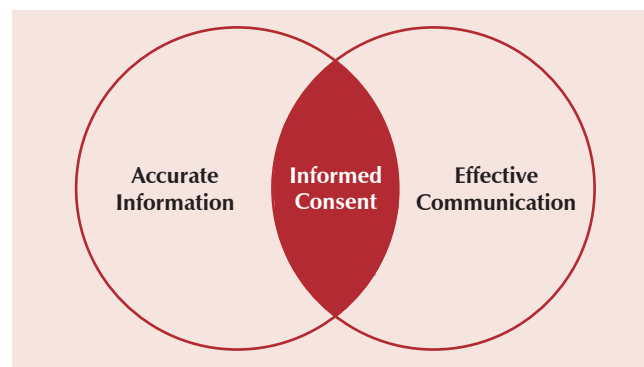 Accurate
Information
Informed
Consent
Effective
Communication